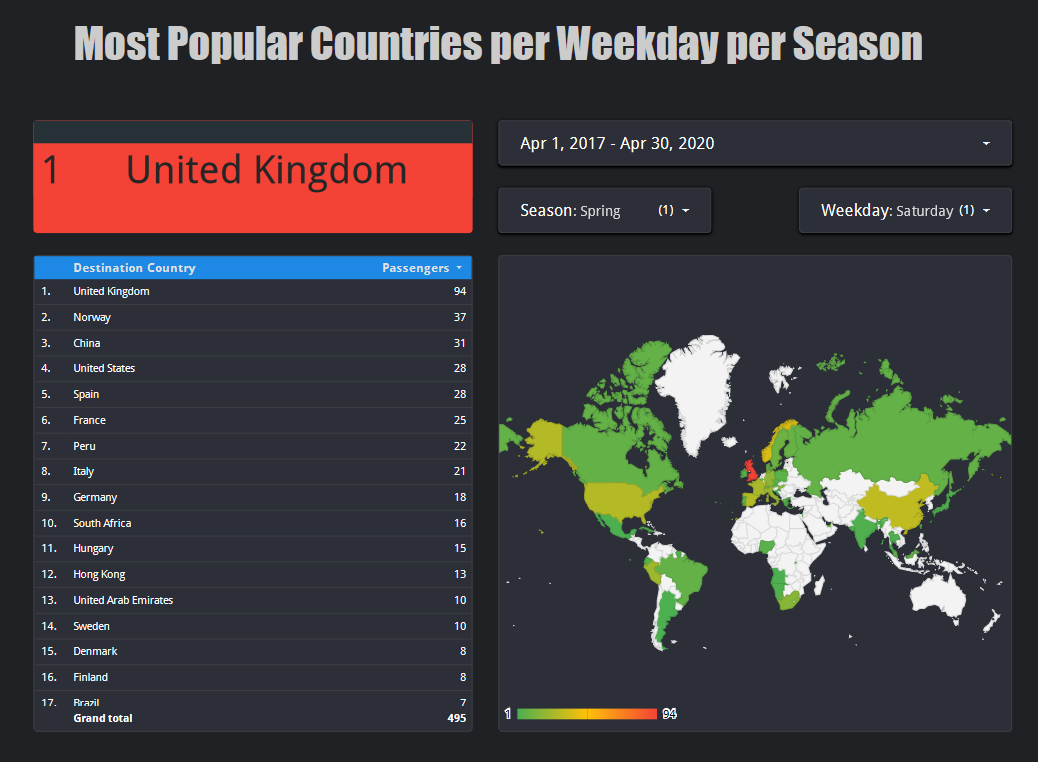 Most Popular Countries per Weekday per Season
1 United Kingdom
Apr 1, 2017 - Apr 30, 2020
Season: Spring (1)
Weekday: Saturday (1)
Destination Country Passengers
1. United Kingdom 94
2. Norway 37
3. China 31
4. United States 28
5. Spain 28
6. France 25
7. Peru 22
8. Italy 21
9. Germany 18
10. South Africa 16
11. Hungary 15
12. Hong Kong 13
13. United Arab Emirates 10
14. Sweden 10
15. Denmark 8
16. Finland 8
17. Brazil 7
Grand total 495
1 94